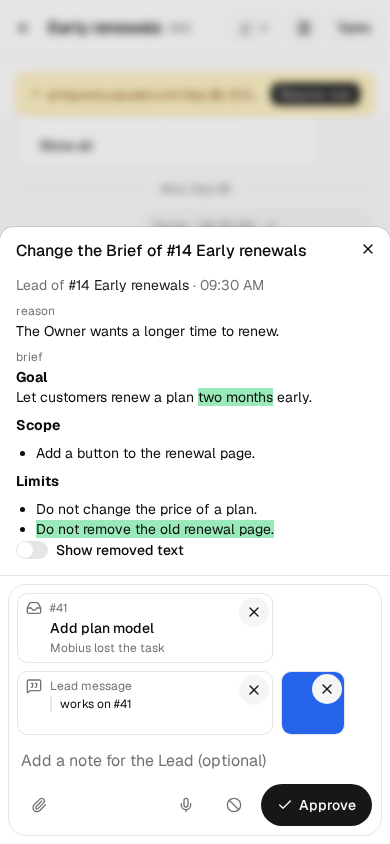 Early renewals
Change the Brief of #14 Early renewals
Lead of #14 Early renewals · 09:30 AM
reason
The Owner wants a longer time to renew.
brief
Goal
Let customers renew a plan two months early.
Scope
Add a button to the renewal page.
Limits
Do not change the price of a plan.
Do not remove the old renewal page.
Show removed text
#41
Add plan model
Mobius lost the task
Lead message
works on #41
Add a note for the Lead (optional)
Approve